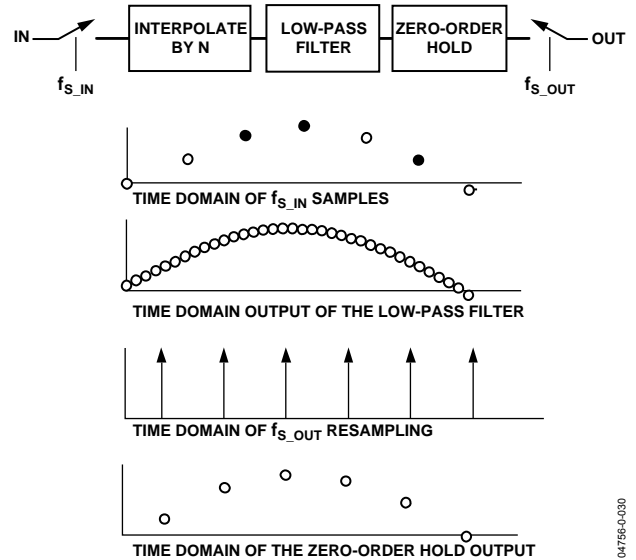 IN
INTERPOLATE
BY N
LOW-PASS
FILTER
ZERO-ORDER
HOLD
OUT
fS_IN
fS_OUT
TIME DOMAIN OF fS_IN SAMPLES
TIME DOMAIN OUTPUT OF THE LOW-PASS FILTER
TIME DOMAIN OF fS_OUT RESAMPLING
TIME DOMAIN OF THE ZERO-ORDER HOLD OUTPUT
04756-0-030